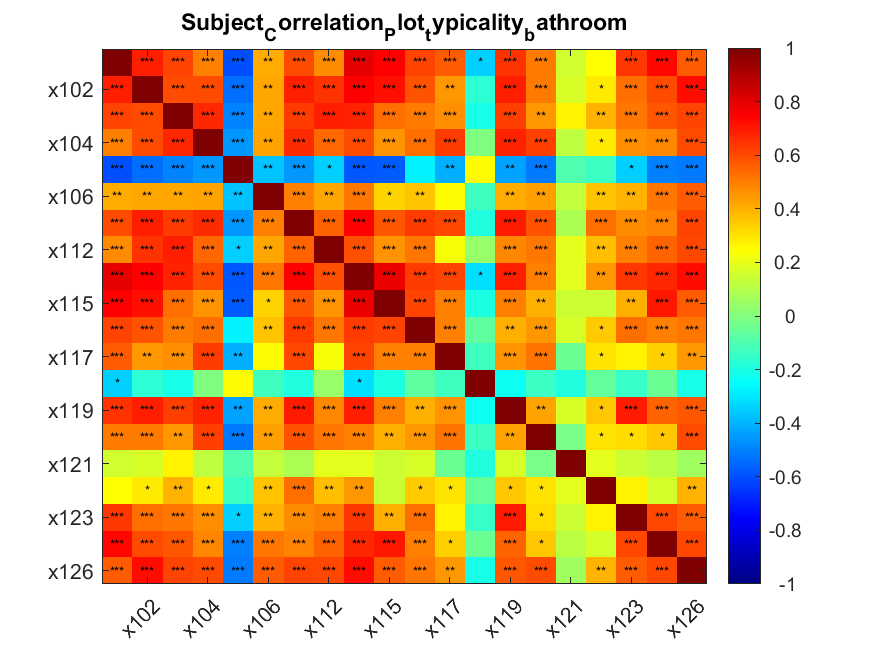 SubjectCorrelationPlottypicalitybathroom
x102
x104
x106
x112
x115
x117
x119
x121
x123
x126
x102
x104
x106
x112
x115
x117
x119
x121
x123
x126
1
0.8
0.6
0.4
0.2
0
-0.2
-0.4
-0.6
-0.8
-1